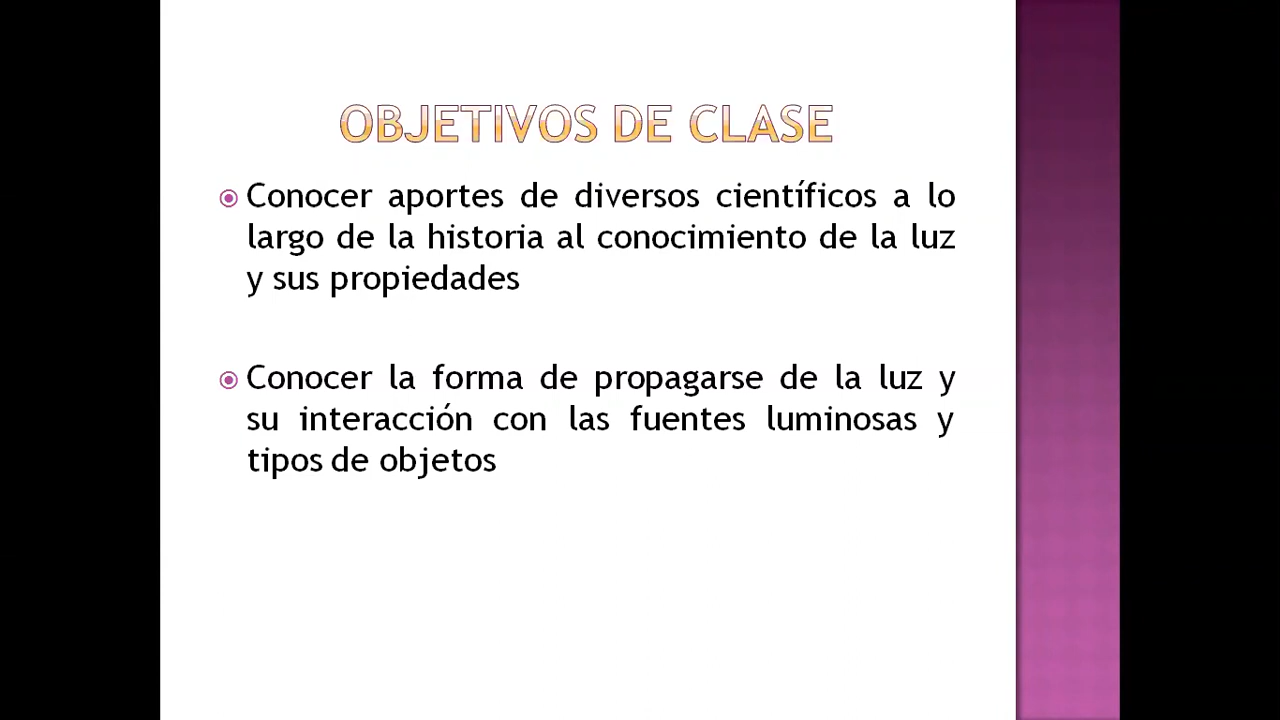 OBJETIVOS DE CLASE
Conocer aportes de diversos científicos a lo
largo de la historia al conocimiento de la luz
y sus propiedades
Conocer la forma de propagarse de la luz y
su interacción con las fuentes luminosas y
tipos de objetos